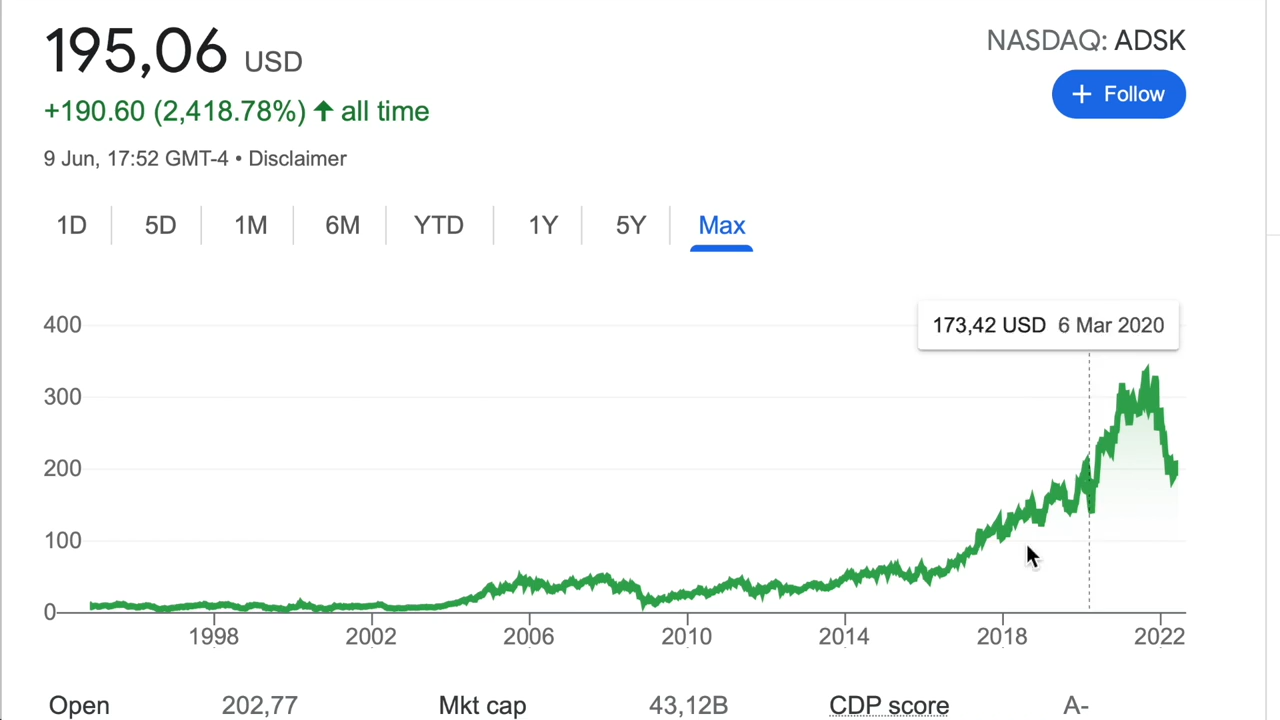 195,06 USD
NASDAQ: ADSK
+190.60 (2,418.78%) ↑ all time
+ Follow
9 Jun, 17:52 GMT-4 • Disclaimer
1D 5D 1M 6M YTD 1Y 5Y Max
173,42 USD 6 Mar 2020
400
300
200
100
0
1998 2002 2006 2010 2014 2018 2022
Open 202,77 Mkt cap 43,12B CDP score A-